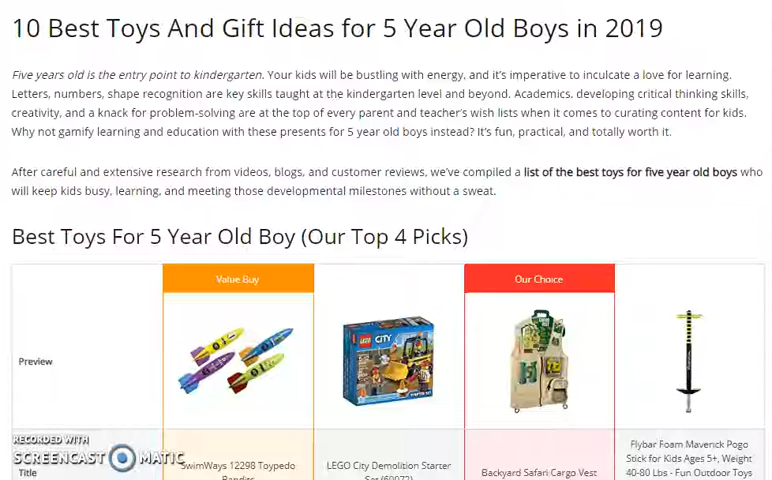 10 Best Toys And Gift Ideas for 5 Year Old Boys in 2019
Five years old is the entry point to kindergarten. Your kids will be bustling with energy, and it's imperative to inculcate a love for learning.
Letters, numbers, shape recognition are key skills taught at the kindergarten level and beyond. Academics, developing critical thinking skills,
creativity, and a knack for problem-solving are at the top of every parent and teacher's wish lists when it comes to curating content for kids.
Why not gamify learning and education with these presents for 5 year old boys instead? It's fun, practical, and totally worth it.
After careful and extensive research from videos, blogs, and customer reviews, we've compiled a list of the best toys for five year old boys who
will keep kids busy, learning, and meeting those developmental milestones without a sweat.
Best Toys For 5 Year Old Boy (Our Top 4 Picks)
Value Buy
Our Choice
Preview
LEGO CITY
Title
SwimWays 12298 Toypedo
Bandits
LEGO City Demolition Starter
Set (60072)
Backyard Safari Cargo Vest
Flybar Foam Maverick Pogo
Stick for Kids Ages 5+, Weight
40-80 Lbs - Fun Outdoor Toys
RECORDED WITH
SCREENCAST MATIC